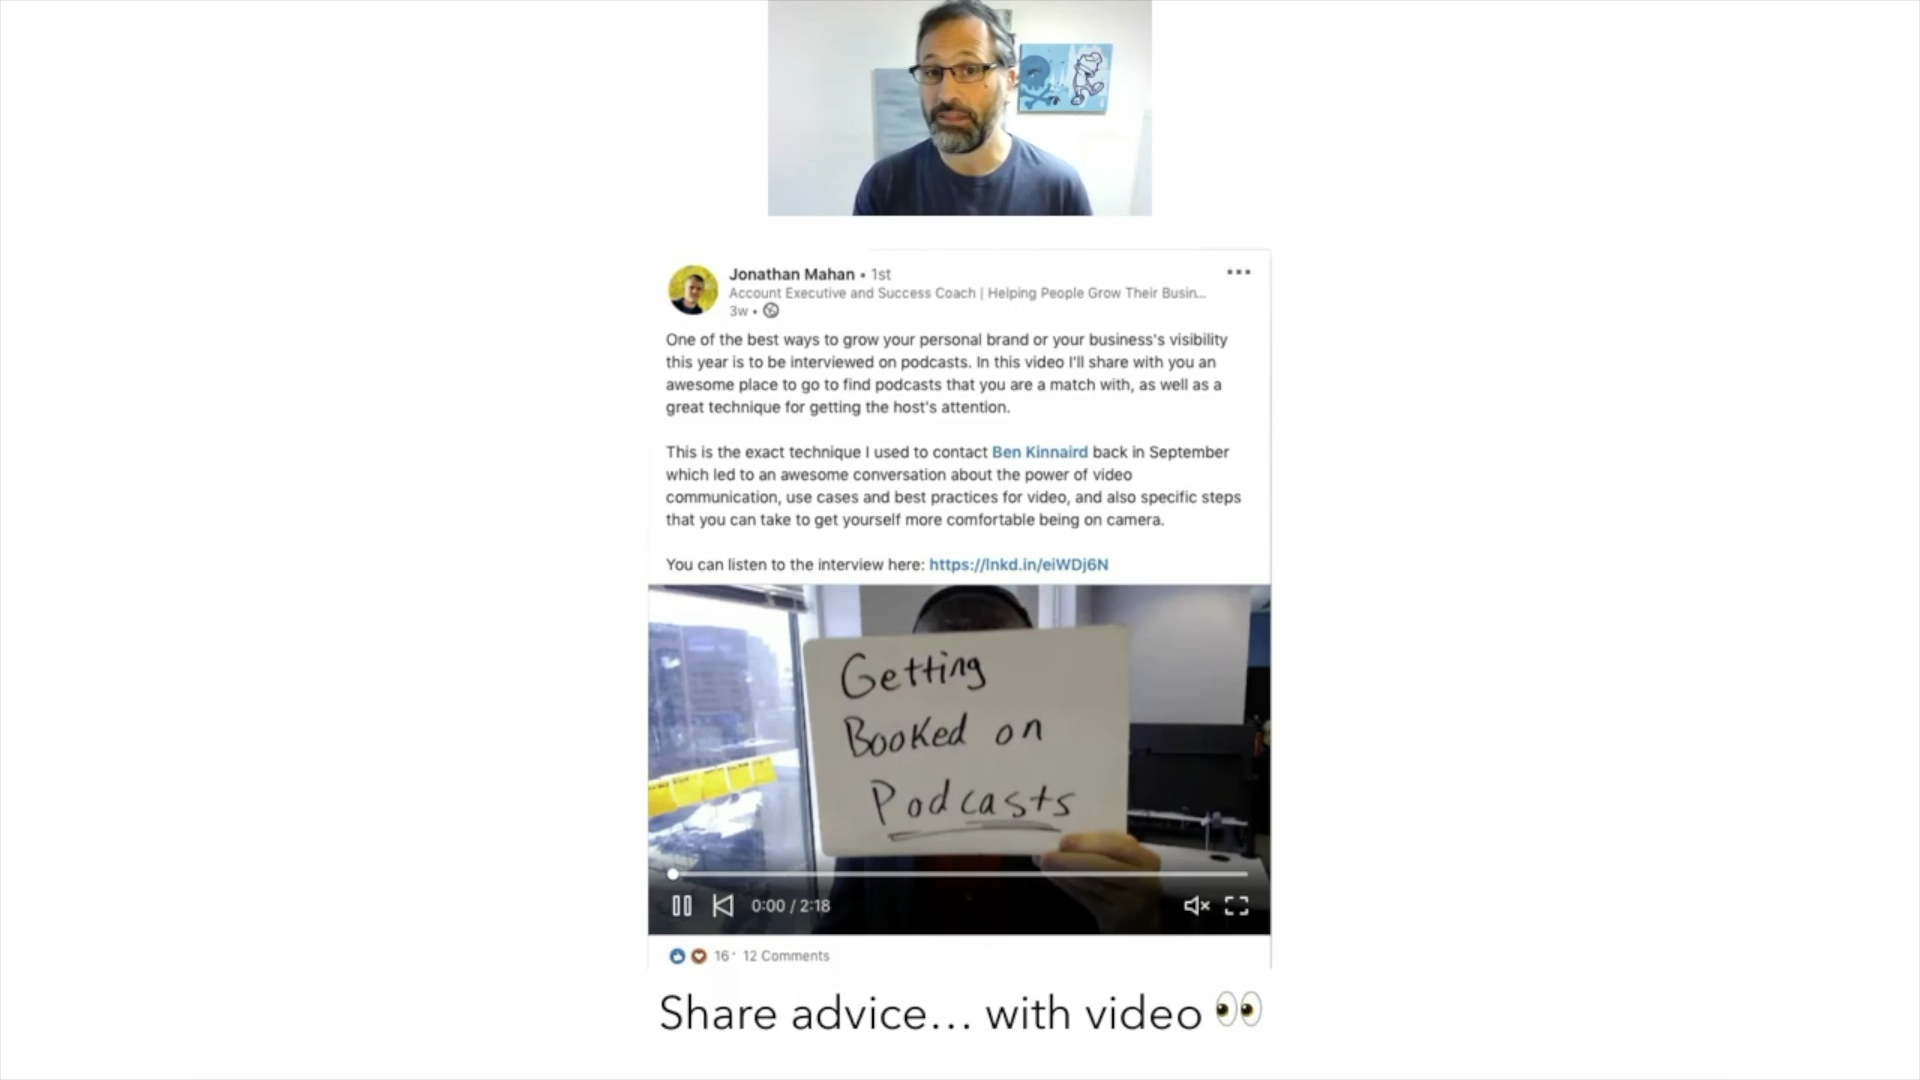 Jonathan Mahan • 1st
Account Executive and Success Coach | Helping People Grow Their Busin...
3w •
One of the best ways to grow your personal brand or your business's visibility
this year is to be interviewed on podcasts. In this video I'll share with you an
awesome place to go to find podcasts that you are a match with, as well as a
great technique for getting the host's attention.
This is the exact technique I used to contact Ben Kinnaird back in September
which led to an awesome conversation about the power of video
communication, use cases and best practices for video, and also specific steps
that you can take to get yourself more comfortable being on camera.
You can listen to the interview here: https://lnkd.in/eiWDj6N
Getting
Booked on
Podcasts
0:00 / 2:18
16 · 12 Comments
Share advice... with video 👀